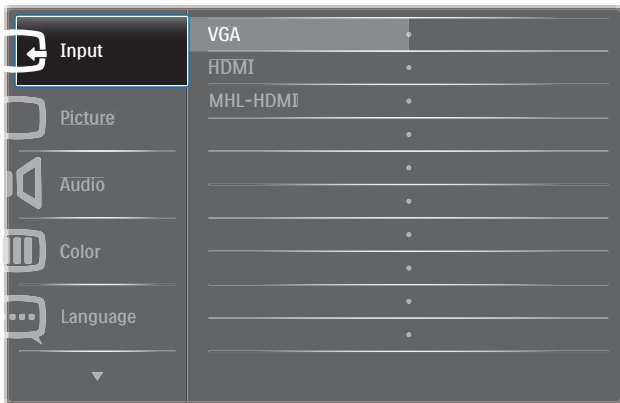 Input
Picture
Audio
Color
Language
VGA
HDMI
MHL-HDMI